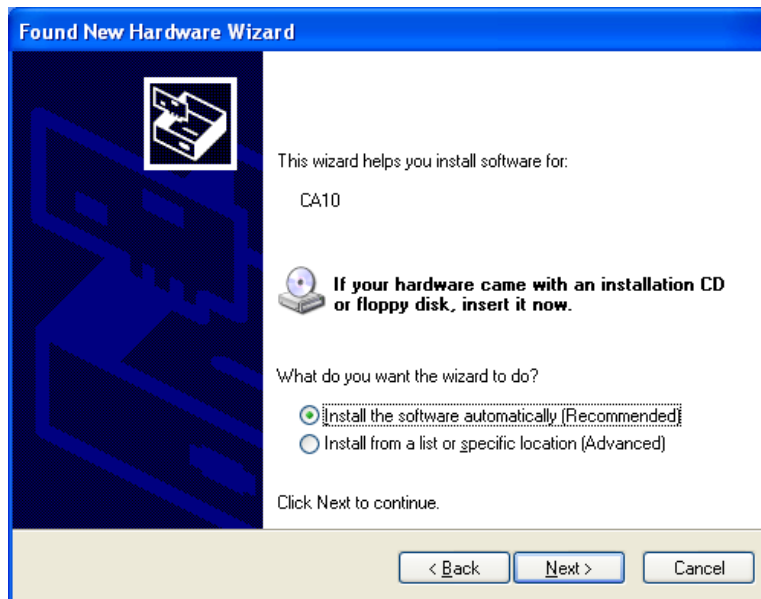 Found New Hardware Wizard
This wizard helps you install software for:
CA10
If your hardware came with an installation CD
or floppy disk, insert it now.
What do you want the wizard to do?
Install the software automatically (Recommended)
Install from a list or specific location (Advanced)
Click Next to continue.
< Back Next > Cancel